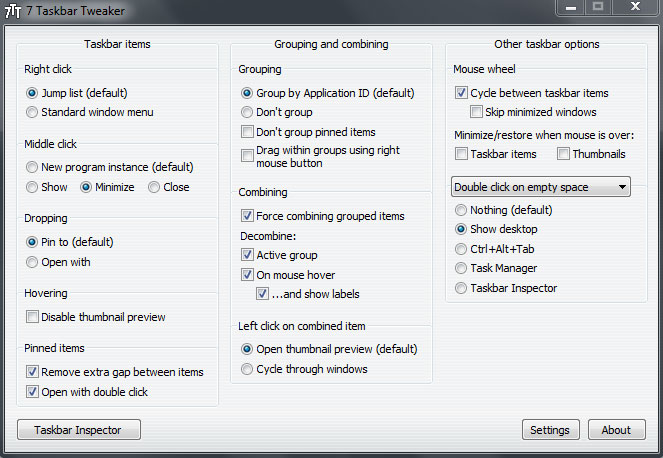 7 Taskbar Tweaker
Taskbar items
Right click
Jump list (default)
Standard window menu
Middle click
New program instance (default)
Show Minimize Close
Dropping
Pin to (default)
Open with
Hovering
Disable thumbnail preview
Pinned items
Remove extra gap between items
Open with double click
Grouping and combining
Grouping
Group by Application ID (default)
Don't group
Don't group pinned items
Drag within groups using right
mouse button
Combining
Force combining grouped items
Decombine:
Active group
On mouse hover
...and show labels
Left click on combined item
Open thumbnail preview (default)
Cycle through windows
Other taskbar options
Mouse wheel
Cycle between taskbar items
Skip minimized windows
Minimize/restore when mouse is over:
Taskbar items Thumbnails
Double click on empty space
Nothing (default)
Show desktop
Ctrl+Alt+Tab
Task Manager
Taskbar Inspector
Taskbar Inspector
Settings About